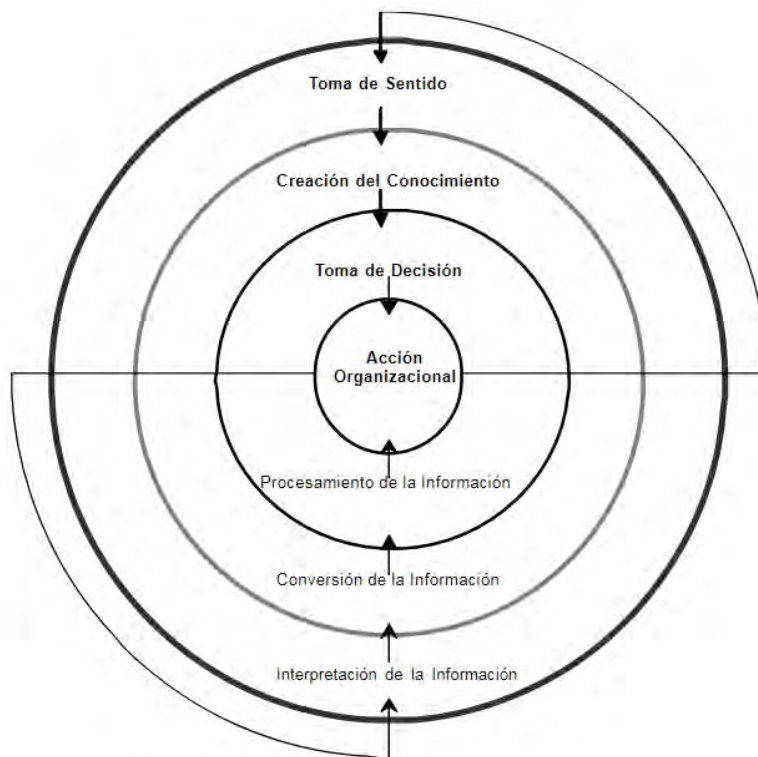 Toma de Sentido
Creación del Conocimiento
Toma de Decisión
Acción
Organizacional
Procesamiento de la Información
Conversión de la Información
Interpretación de la Información